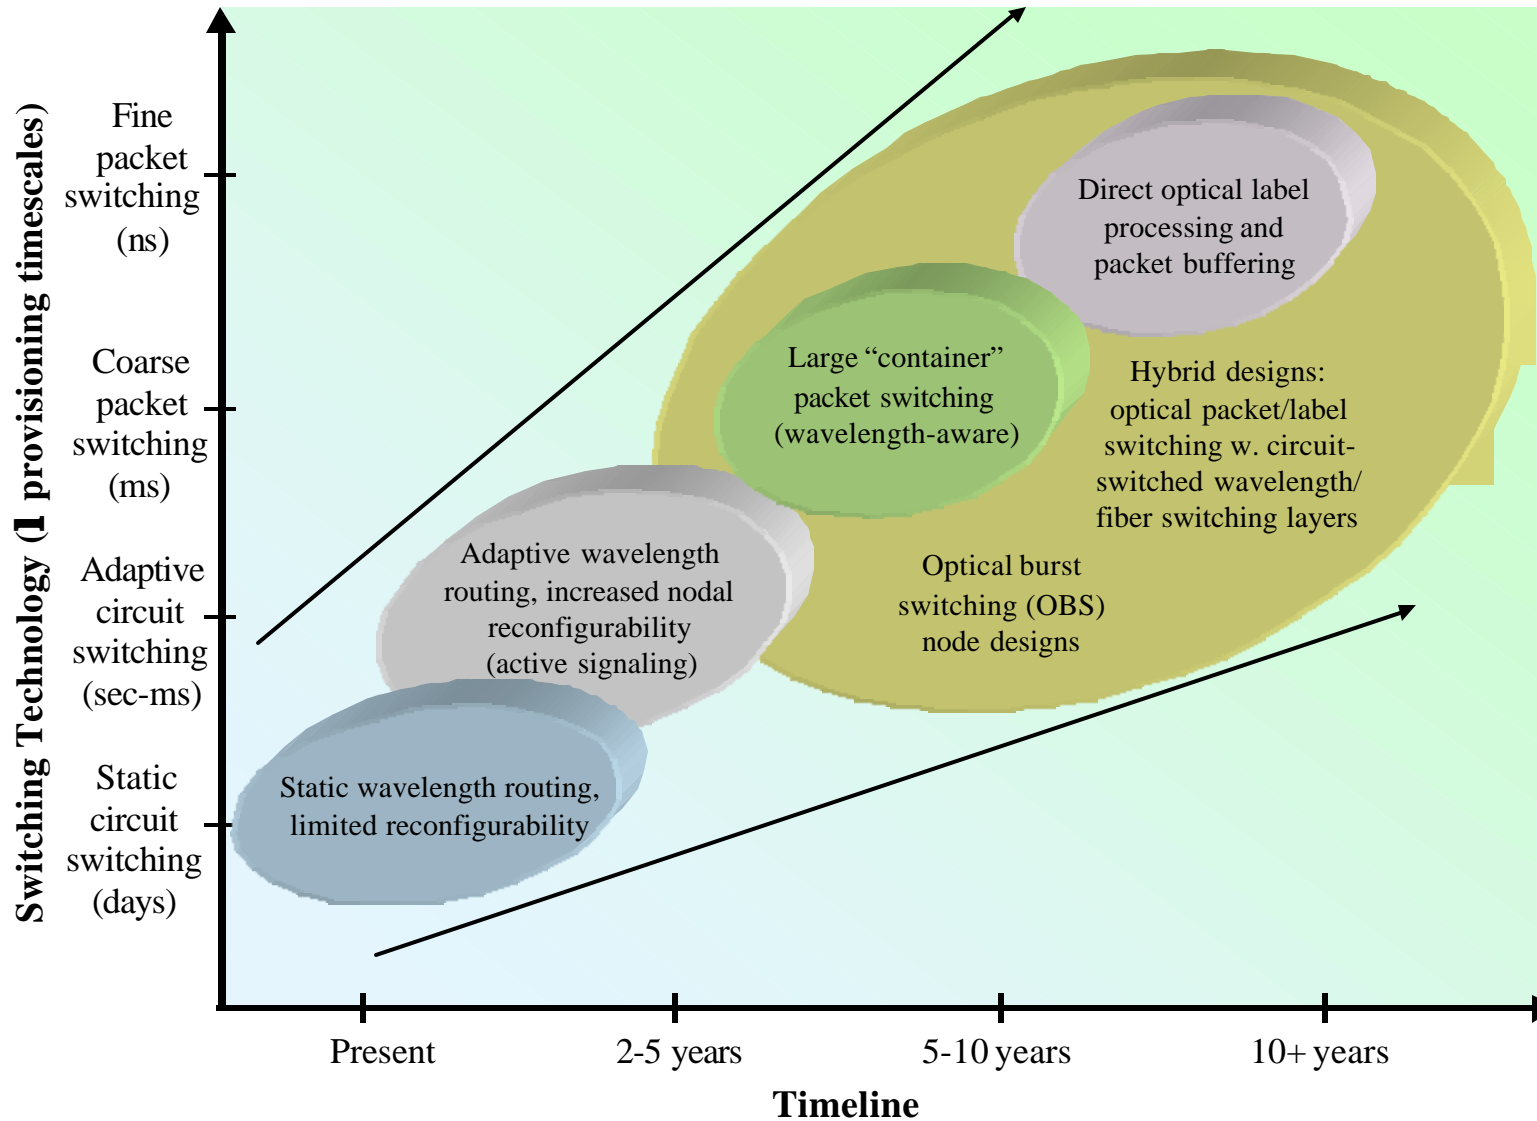 Switching Technology (l provisioning timescales)
Fine
packet
switching
(ns)
Coarse
packet
switching
(ms)
Adaptive
circuit
switching
(sec-ms)
Static
circuit
switching
(days)
Direct optical label
processing and
packet buffering
Large “container”
packet switching
(wavelength-aware)
Hybrid designs:
optical packet/label
switching w. circuit-
switched wavelength/
fiber switching layers
Adaptive wavelength
routing, increased nodal
reconfigurability
(active signaling)
Optical burst
switching (OBS)
node designs
Static wavelength routing,
limited reconfigurability
Present
2-5 years
5-10 years
10+ years
Timeline